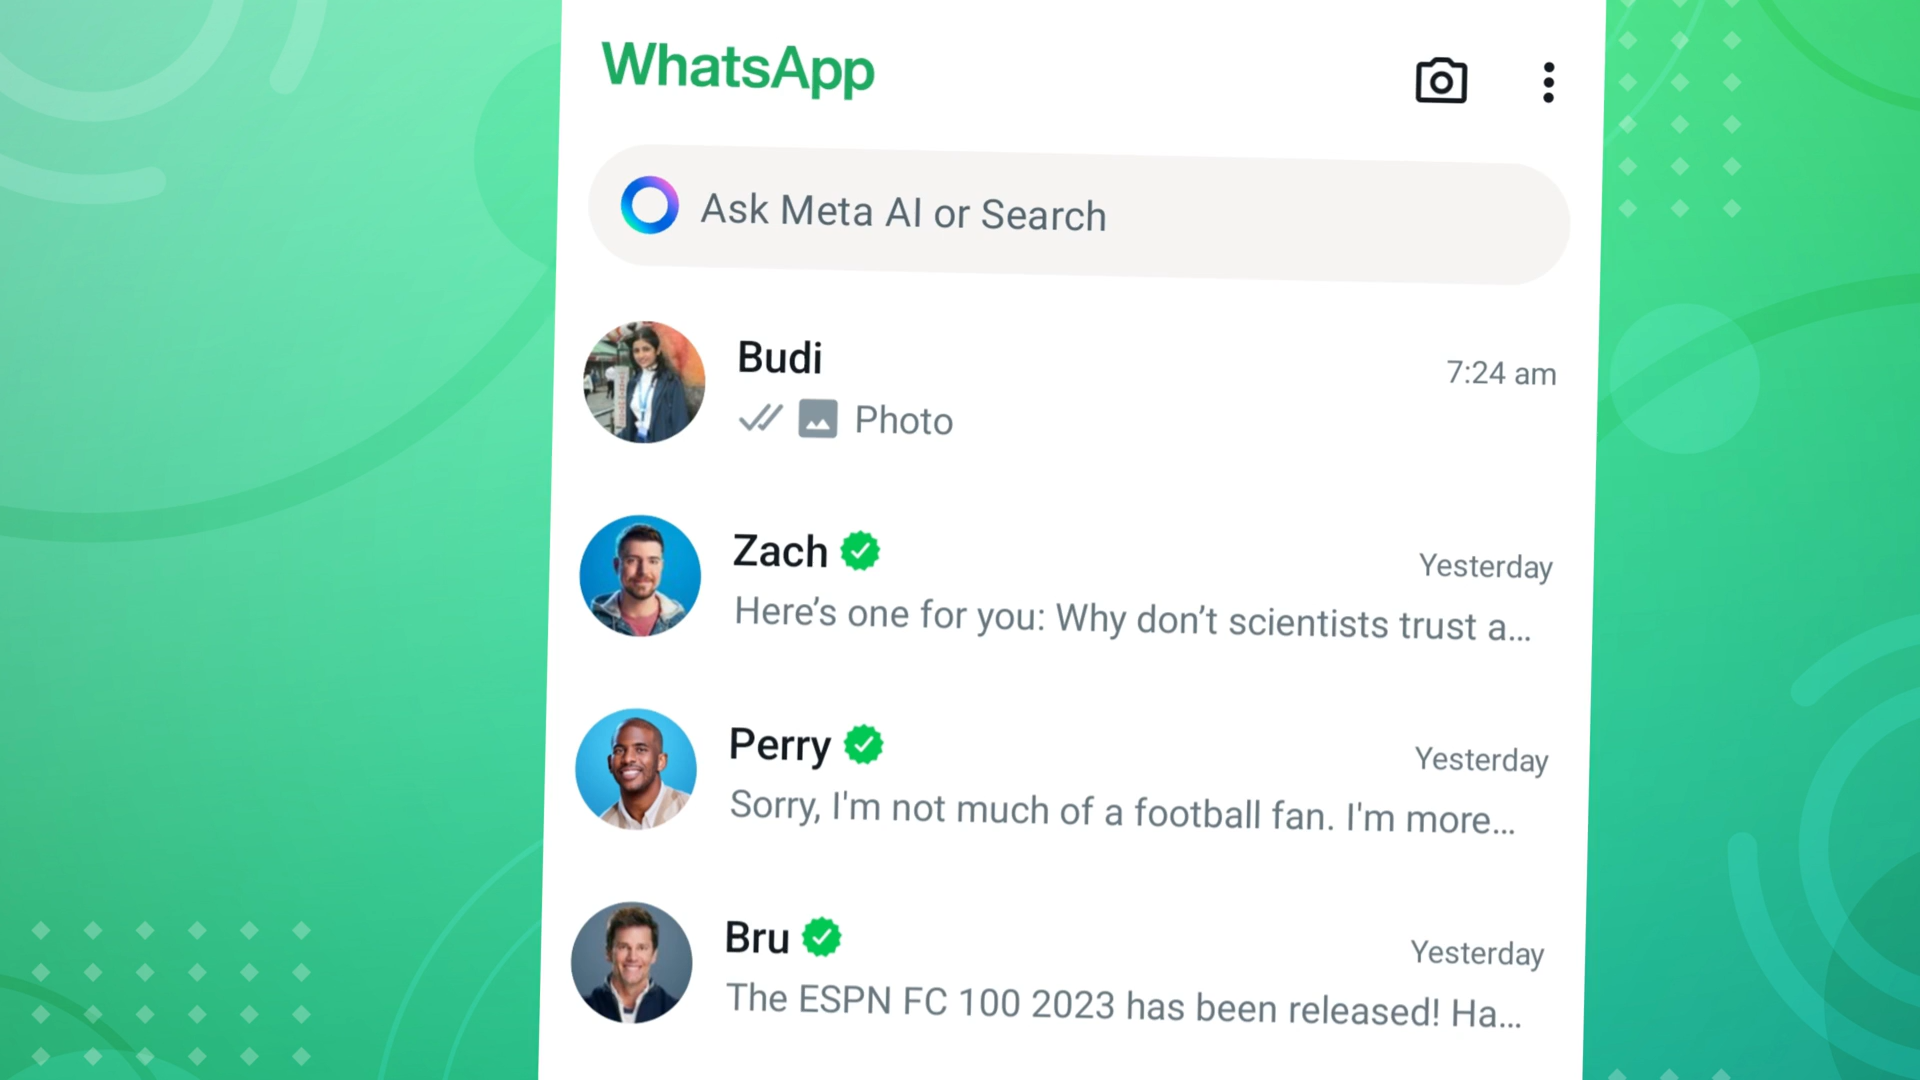 WhatsApp
Ask Meta AI or Search
Budi
7:24 am
Photo
Zach
Yesterday
Here’s one for you: Why don’t scientists trust a...
Perry
Yesterday
Sorry, I'm not much of a football fan. I'm more...
Bru
Yesterday
The ESPN FC 100 2023 has been released! Ha...